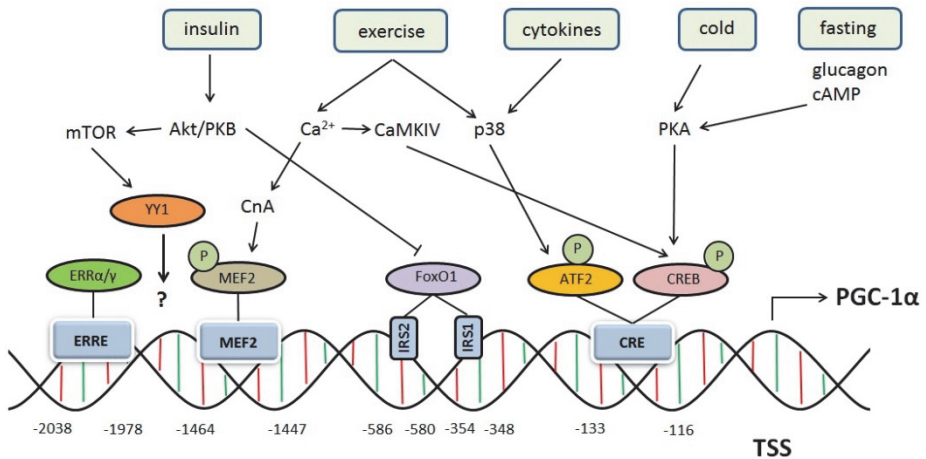 insulin
exercise
cytokines
cold
fasting
glucagon
cAMP
mTOR
Akt/PKB
Ca²⁺
CaMKIV
p38
PKA
YY1
CnA
P
P
P
ERRα/γ
MEF2
FoxO1
ATF2
CREB
?
PGC-1α
ERRE
MEF2
IRS2
IRS1
CRE
-2038
-1978
-1464
-1447
-586
-580
-354
-348
-133
-116
TSS